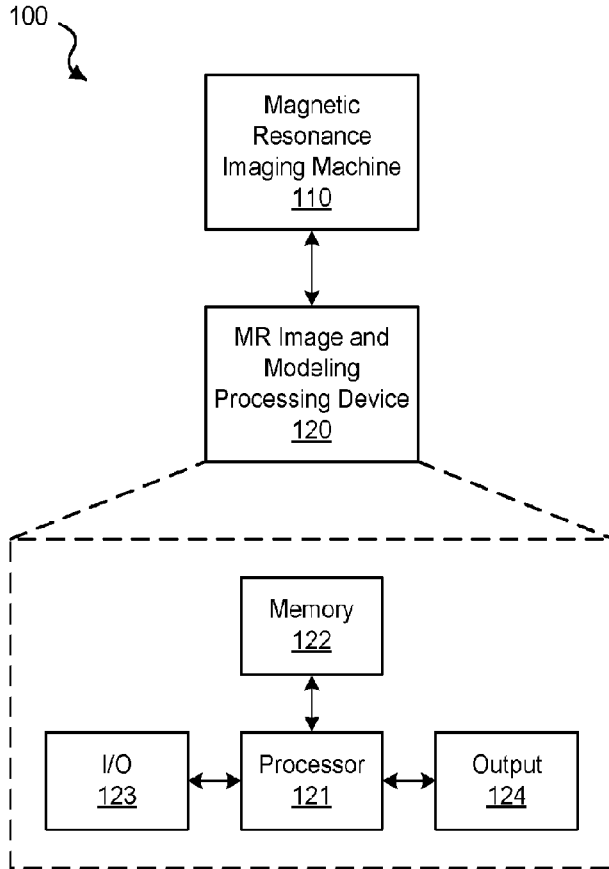 100
Magnetic
Resonance
Imaging Machine
110
MR Image and
Modeling
Processing Device
120
Memory
122
I/O
123
Processor
121
Output
124